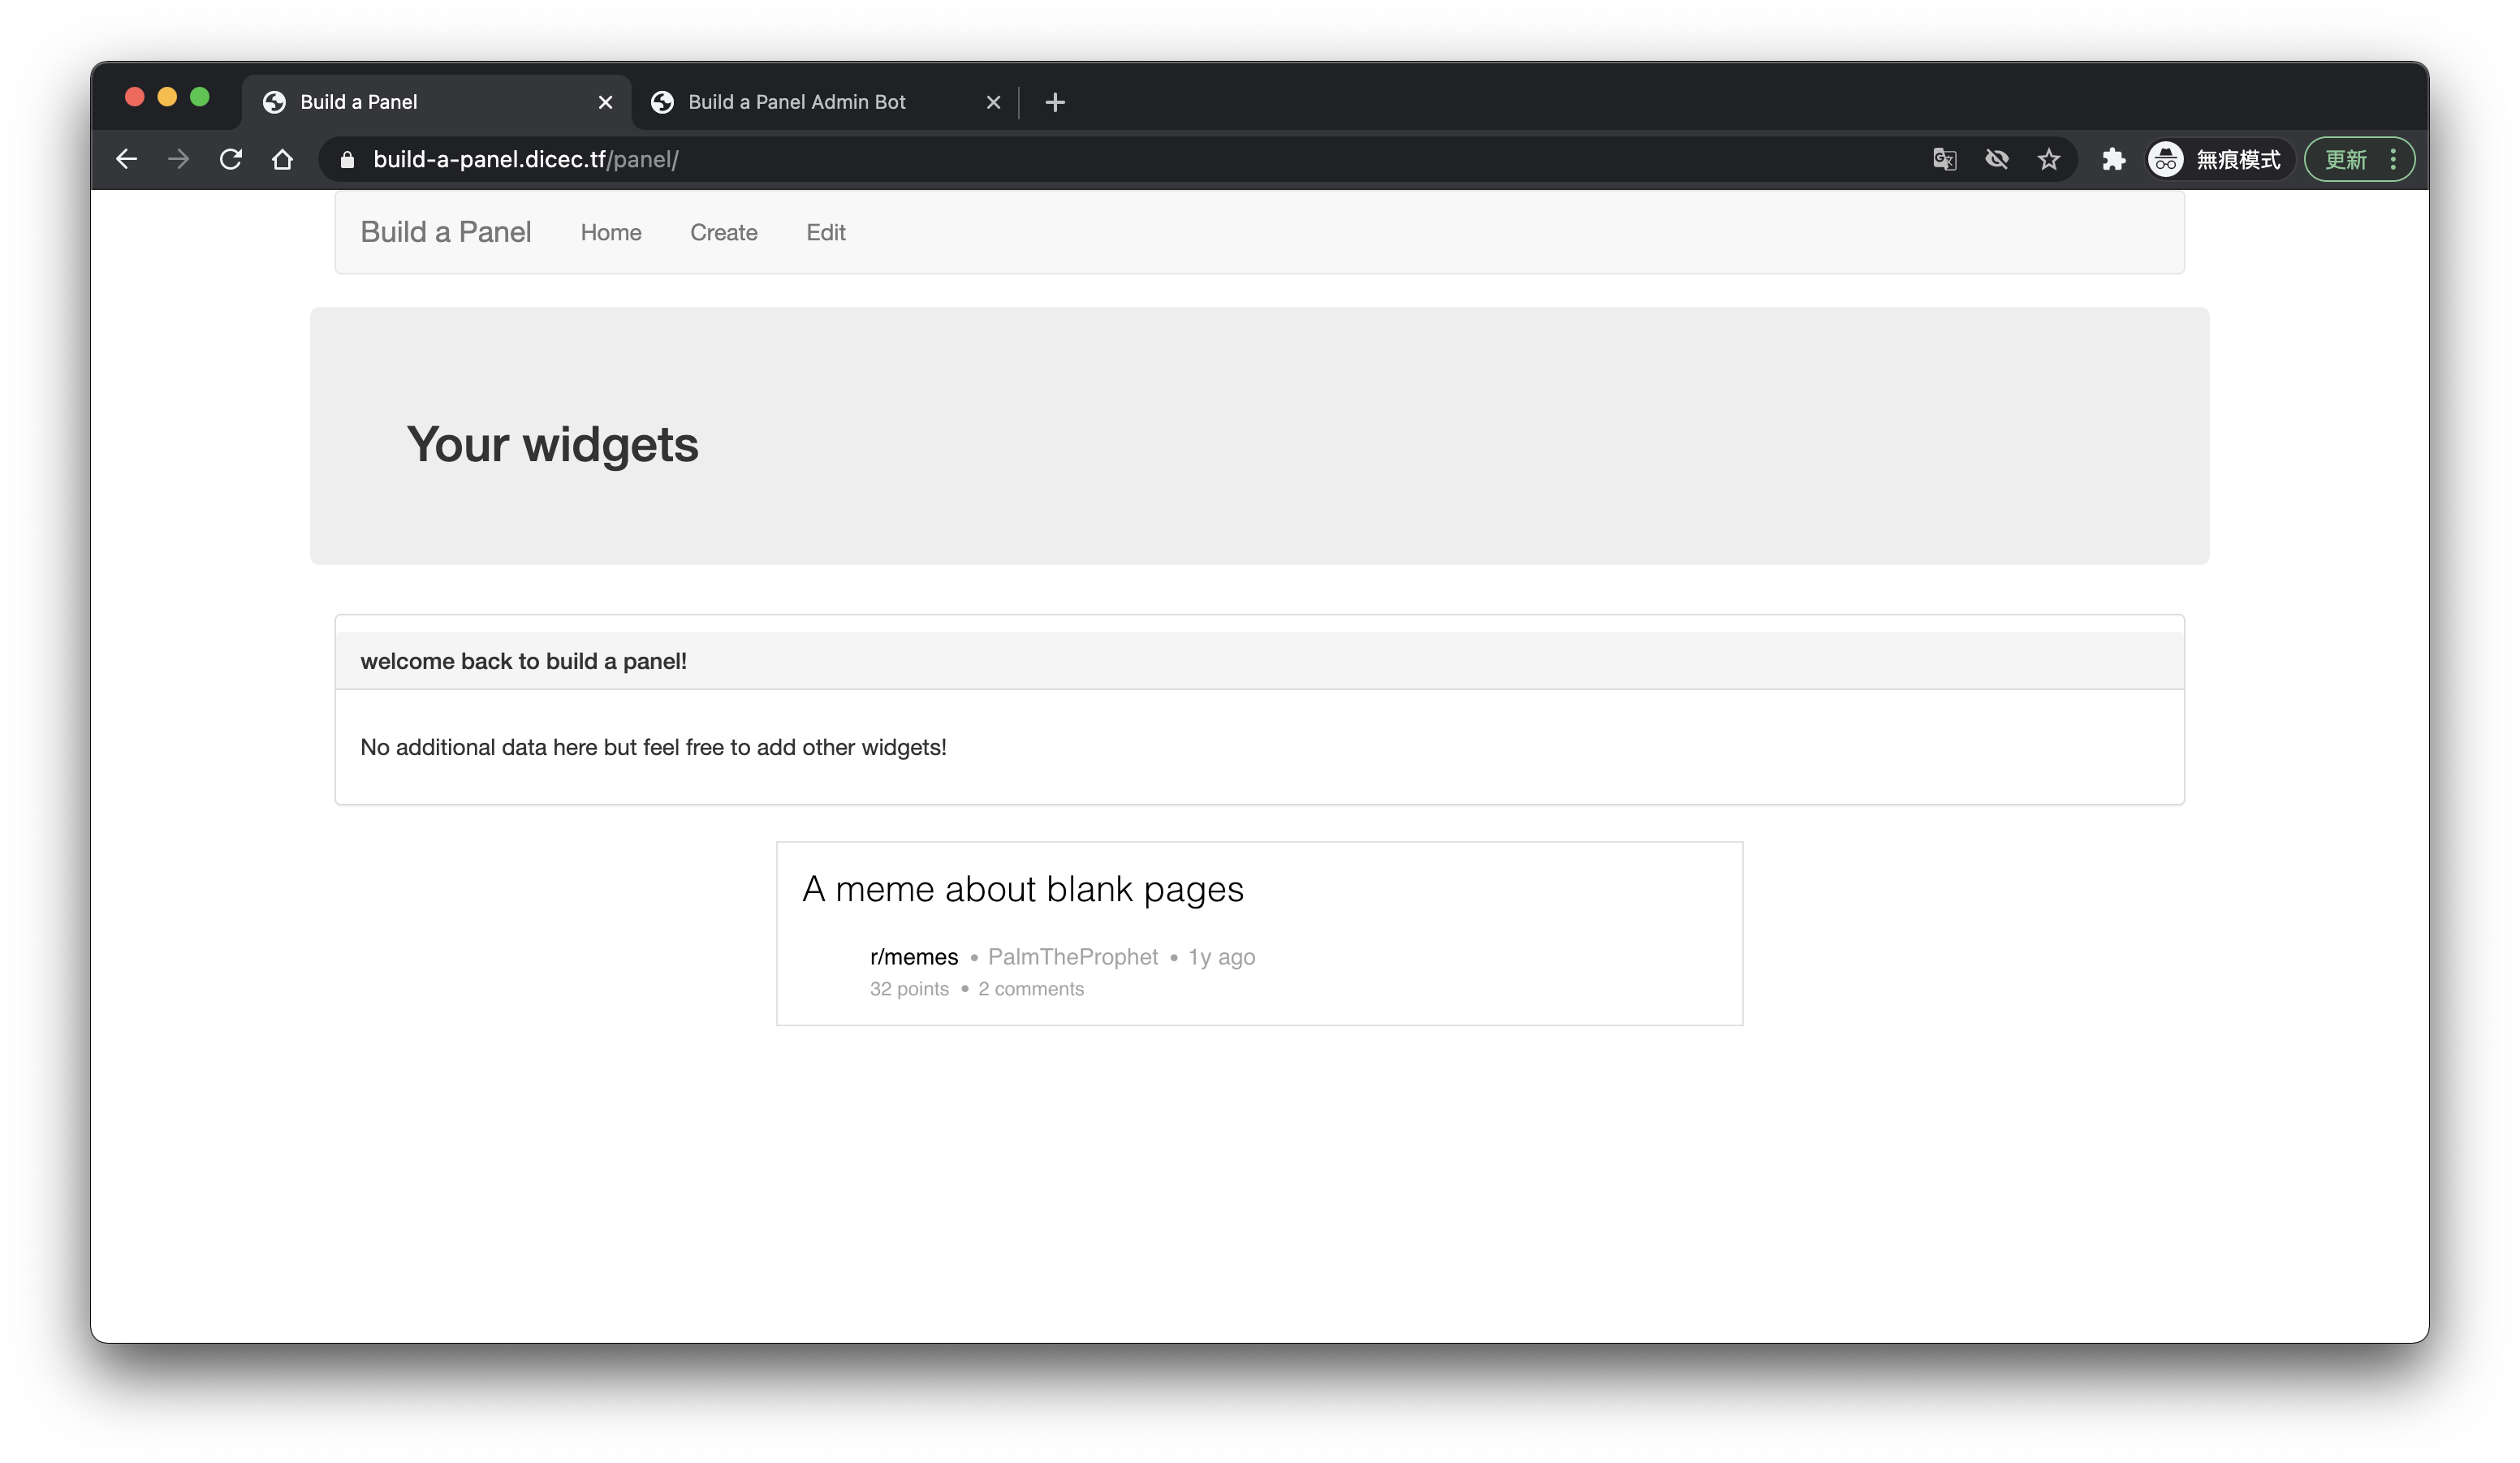 Build a Panel
Build a Panel Admin Bot
build-a-panel.dicec.tf/panel/
無痕模式
更新
Build a Panel Home Create Edit
Your widgets
welcome back to build a panel!
No additional data here but feel free to add other widgets!
A meme about blank pages
r/memes • PalmTheProphet • 1y ago
32 points • 2 comments